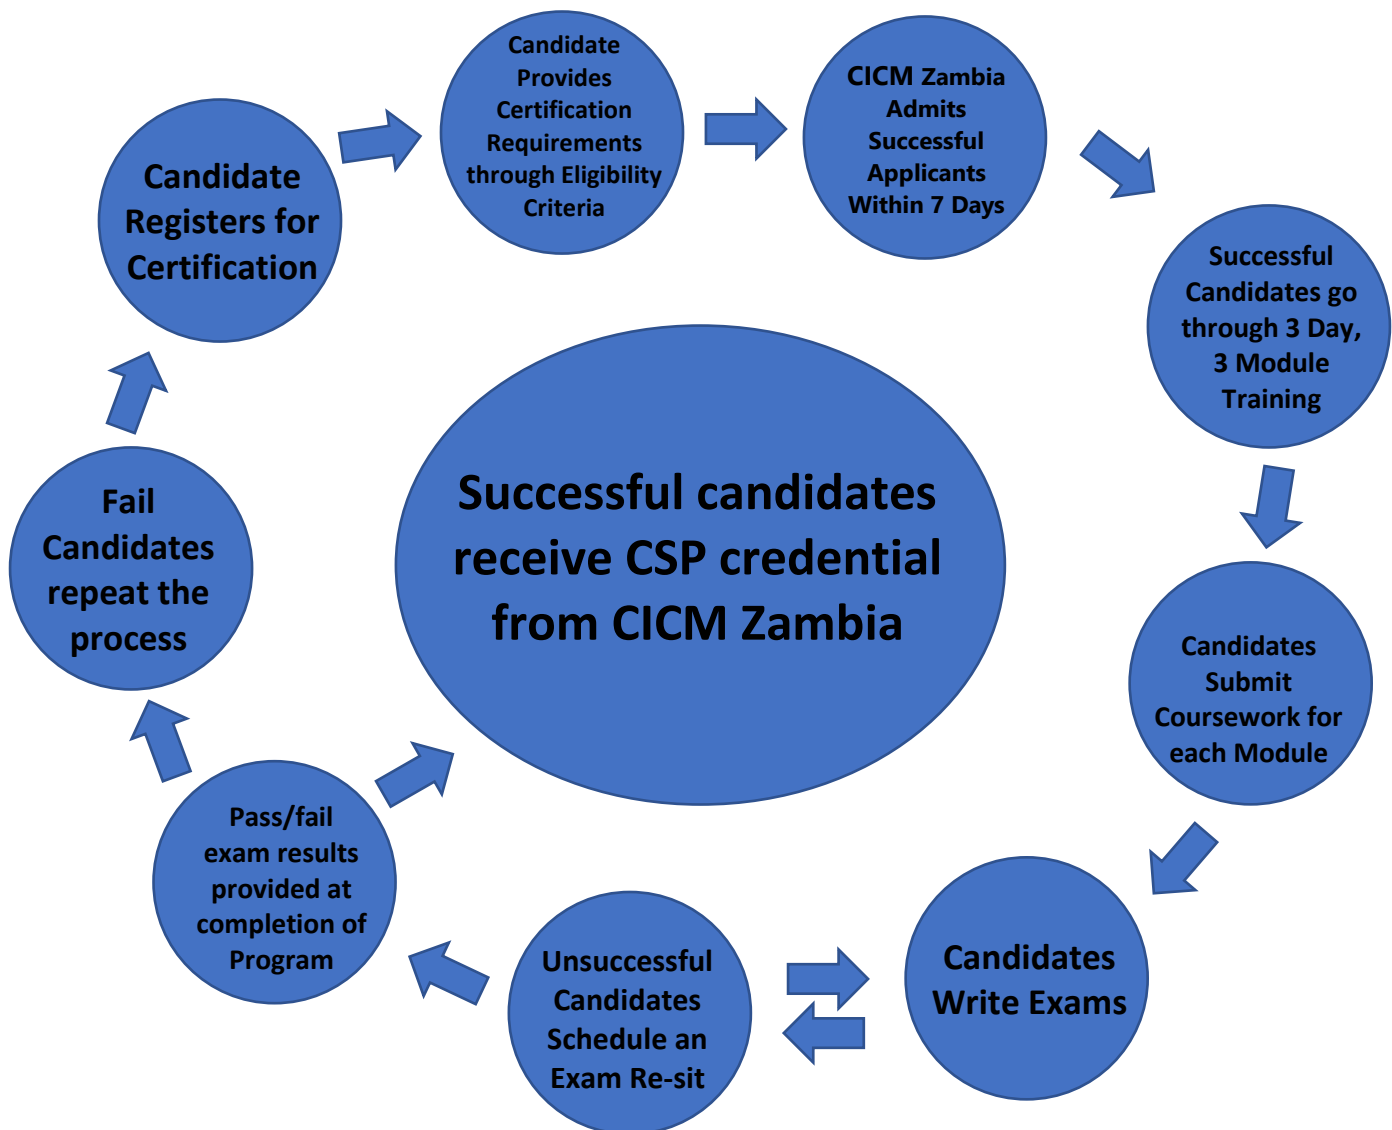 Candidate
Registers for
Certification
Candidate
Provides
Certification
Requirements
through Eligibility
Criteria
CICM Zambia
Admits
Successful
Applicants
Within 7 Days
Successful
Candidates go
through 3 Day,
3 Module
Training
Candidates
Submit
Coursework for
each Module
Candidates
Write Exams
Unsuccessful
Candidates
Schedule an
Exam Re-sit
Pass/fail
exam results
provided at
completion of
Program
Fail
Candidates
repeat the
process
Successful candidates
receive CSP credential
from CICM Zambia